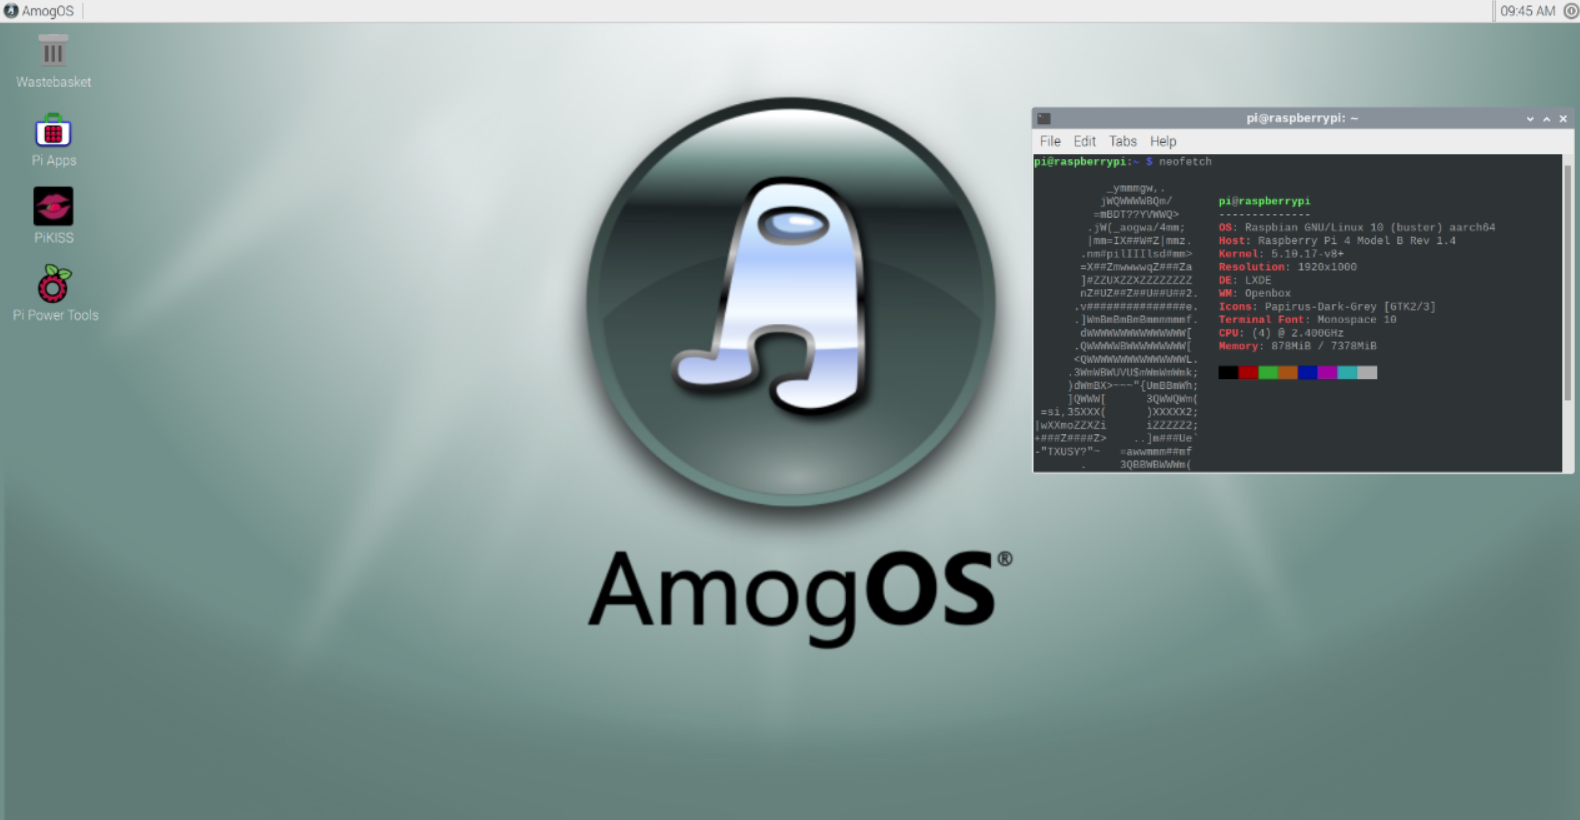 AmogOS
09:45 AM
Wastebasket
Pi Apps
PiKISS
Pi Power Tools
AmogOS®
pi@raspberrypi: ~
File Edit Tabs Help
pi@raspberrypi:~ $ neofetch
pi@raspberrypi
--------------
OS: Raspbian GNU/Linux 10 (buster) aarch64
Host: Raspberry Pi 4 Model B Rev 1.4
Kernel: 5.10.17-v8+
Resolution: 1920x1000
DE: LXDE
WM: Openbox
Icons: Papirus-Dark-Grey [GTK2/3]
Terminal Font: Monospace 10
CPU: (4) @ 2.400GHz
Memory: 878MiB / 7378MiB